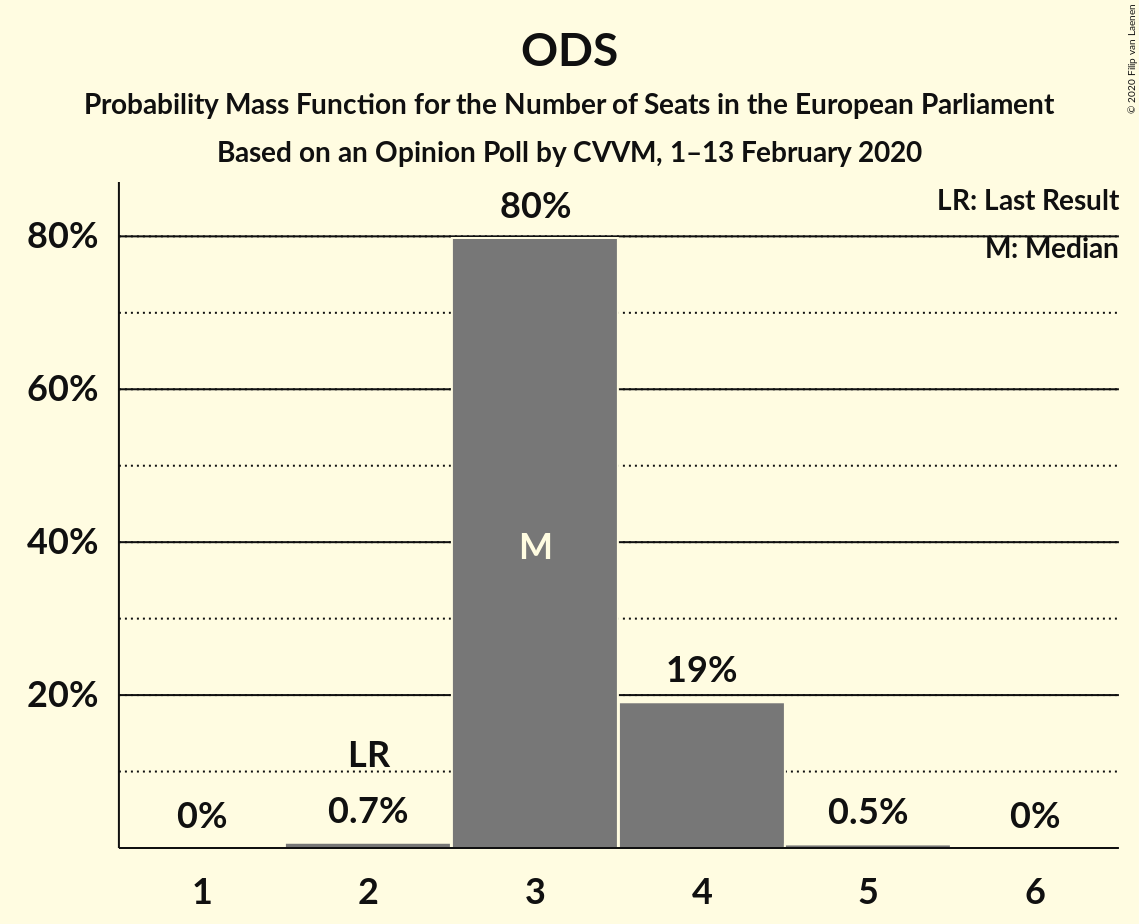 ODS
Probability Mass Function for the Number of Seats in the European Parliament
Based on an Opinion Poll by CVVM, 1–13 February 2020
© 2020 Filip van Laenen
LR: Last Result
M: Median
80%
60%
40%
20%
0%
LR
0.7%
80%
M
19%
0.5%
0%
1
2
3
4
5
6